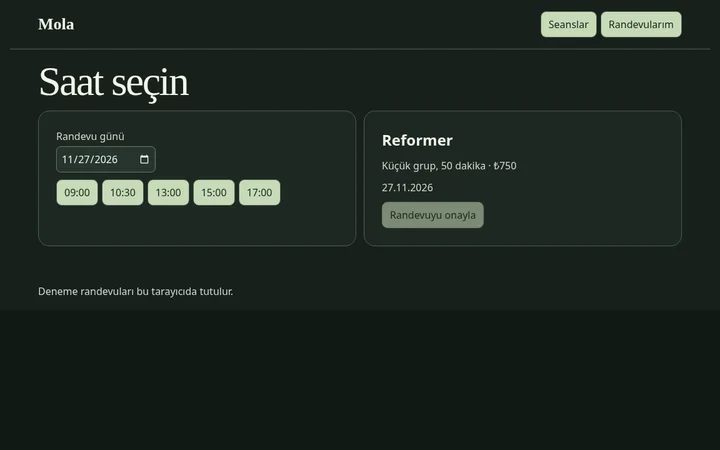 Mola
Seanslar Randevularım
Saat seçin
Randevu günü
11/27/2026
09:00 10:30 13:00 15:00 17:00
Reformer
Küçük grup, 50 dakika · ₺750
27.11.2026
Randevuyu onayla
Deneme randevuları bu tarayıcıda tutulur.